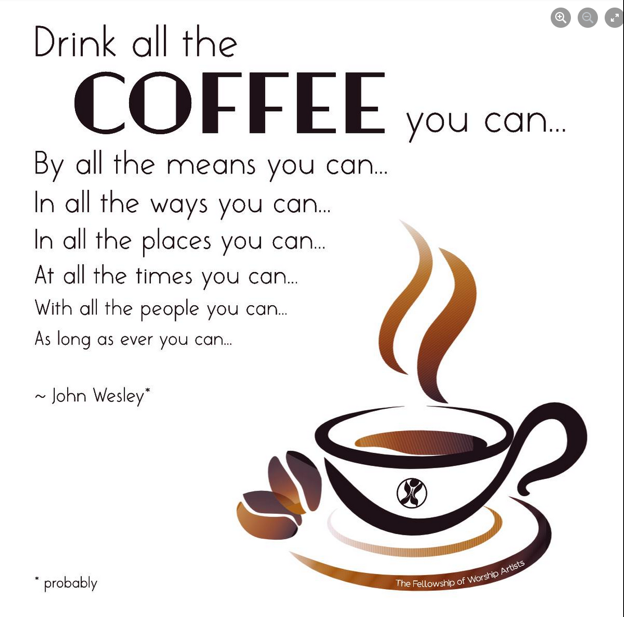 Drink all the
COFFEE you can...
By all the means you can...
In all the ways you can...
In all the places you can...
At all the times you can...
With all the people you can...
As long as ever you can...
~ John Wesley*
The Fellowship of Worship Artists
* probably